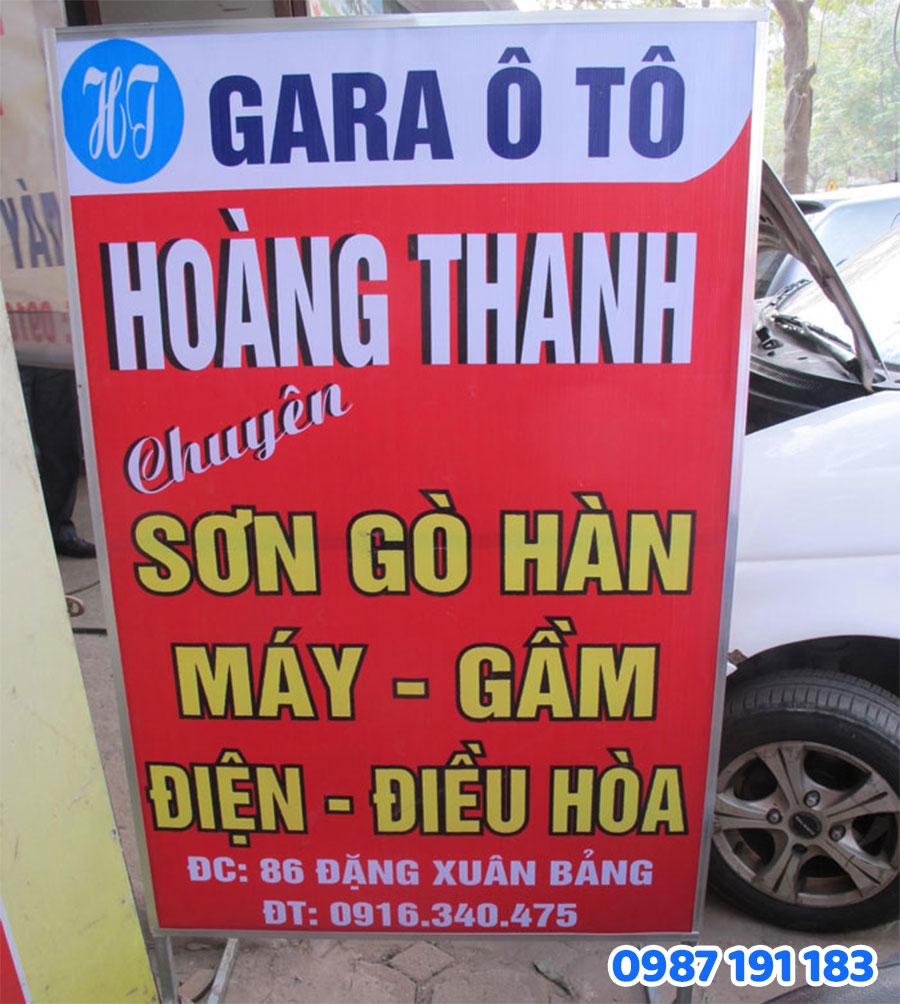 HT GARA Ô TÔ
HOÀNG THANH
Chuyên
SƠN GÒ HÀN
MÁY - GẦM
ĐIỆN - ĐIỀU HÒA
ĐC: 86 ĐẶNG XUÂN BẢNG
ĐT: 0916.340.475
0987 191 183